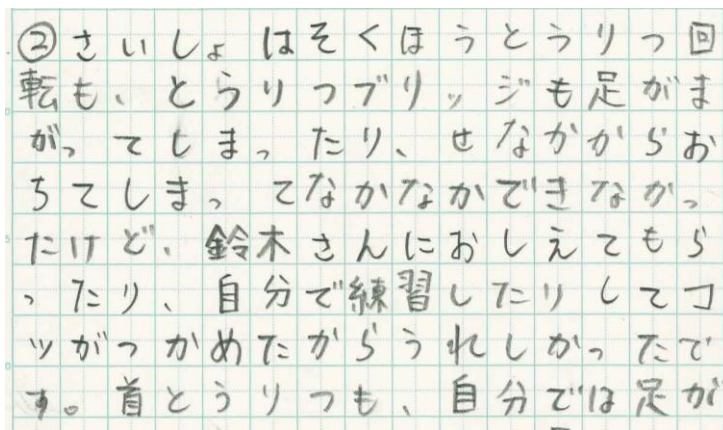 ②さいしょはそくほうとうりつ回
転も、とうりつブリッジも足がま
がってしまったり、せなかからお
ちてしまってなかなかできなかっ
たけど、鈴木さんにおしえてもら
ったり、自分で練習したりしてコ
ツがつかめたからうれしかったで
す。首とうりつも、自分では足が